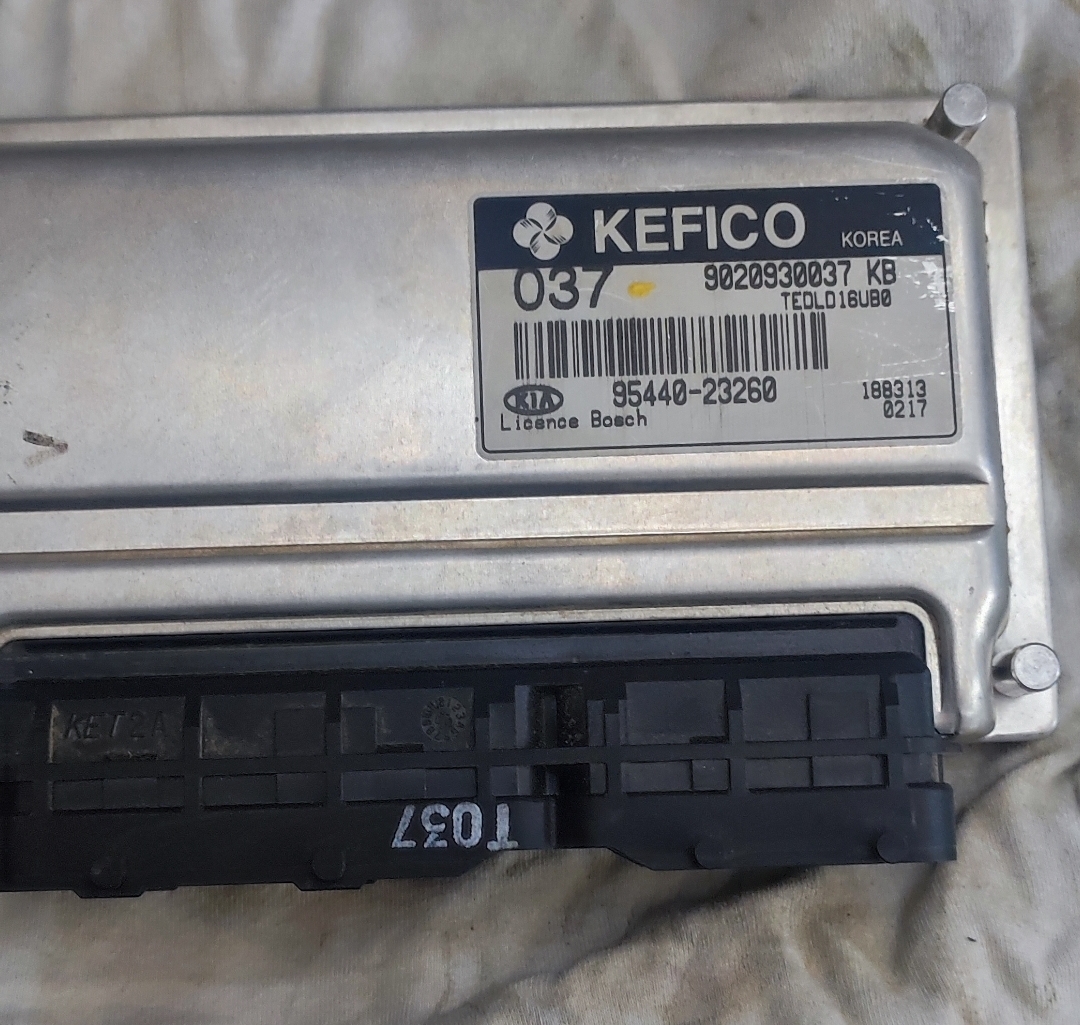 KEFICO KOREA
037 9020930037 KB
TEDLD16UB0
KIA 95440-23260 188313
Licence Bosch 0217
KET2A
T037